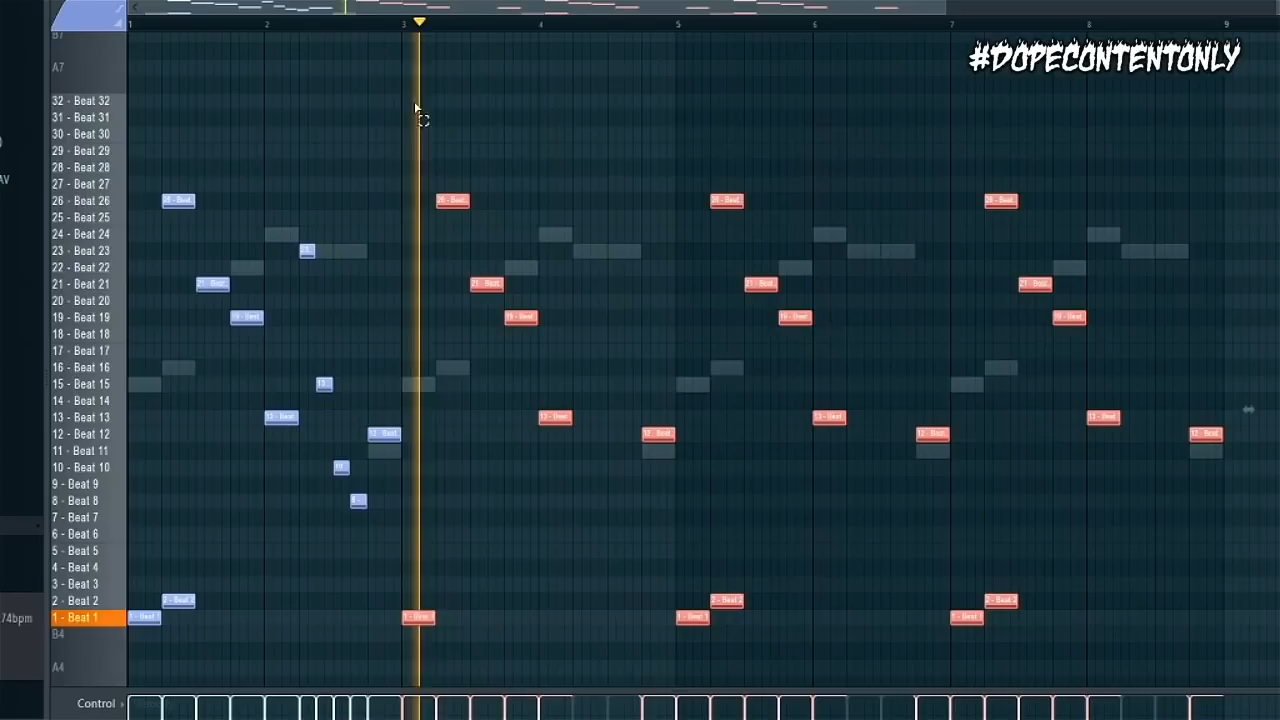 1 2 3 4 5 6 7 8 9
#DOPECONTENTONLY
B7
A7
32 - Beat 32
31 - Beat 31
30 - Beat 30
29 - Beat 29
28 - Beat 28
27 - Beat 27
26 - Beat 26
25 - Beat 25
24 - Beat 24
23 - Beat 23
22 - Beat 22
21 - Beat 21
20 - Beat 20
19 - Beat 19
18 - Beat 18
17 - Beat 17
16 - Beat 16
15 - Beat 15
14 - Beat 14
13 - Beat 13
12 - Beat 12
11 - Beat 11
10 - Beat 10
9 - Beat 9
8 - Beat 8
7 - Beat 7
6 - Beat 6
5 - Beat 5
4 - Beat 4
3 - Beat 3
2 - Beat 2
1 - Beat 1
B4
A4
74bpm
Control